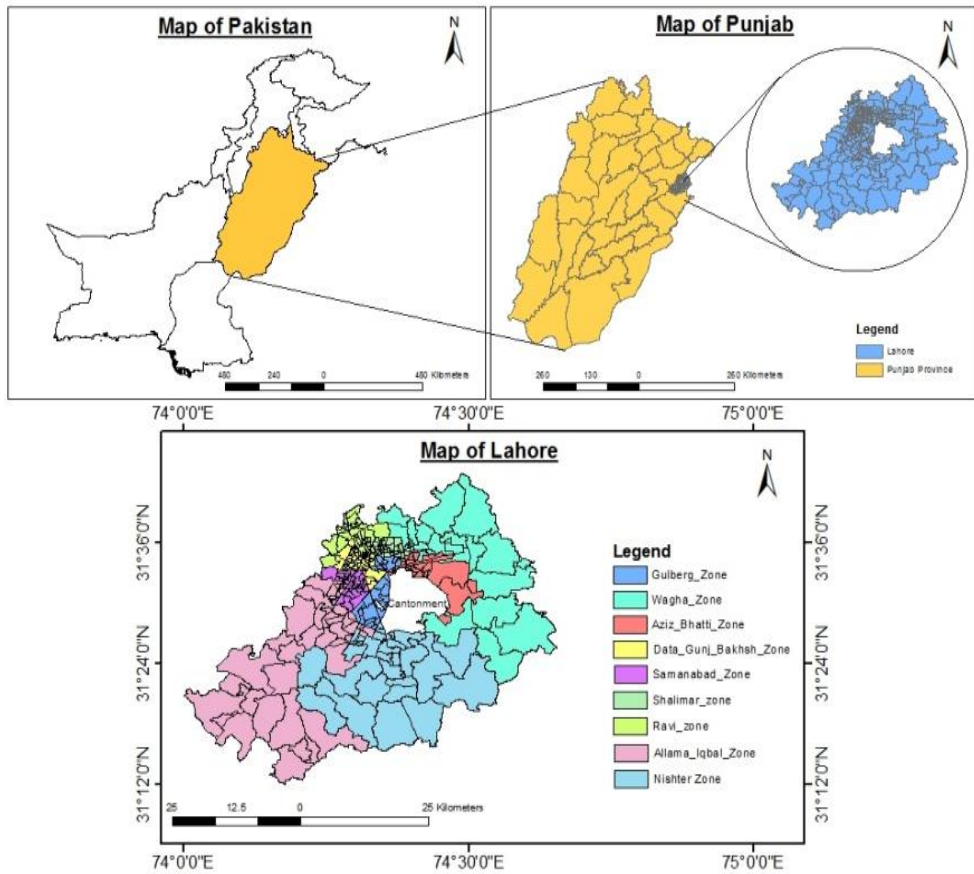 Map of Pakistan
N
480 240 0 480 Kilometers
Map of Punjab
N
Legend
Lahore
Punjab Province
260 130 0 260 Kilometers
74°0'0"E 74°30'0"E 75°0'0"E
Map of Lahore
N
31°36'0"N 31°36'0"N
31°24'0"N 31°24'0"N
31°12'0"N 31°12'0"N
Cantonment
Legend
Gulberg_Zone
Wagha_Zone
Aziz_Bhatti_Zone
Data_Gunj_Bakhsh_Zone
Samanabad_Zone
Shalimar_zone
Ravi_zone
Allama_Iqbal_Zone
Nishter Zone
25 12.5 0 25 Kilometers
74°0'0"E 74°30'0"E 75°0'0"E